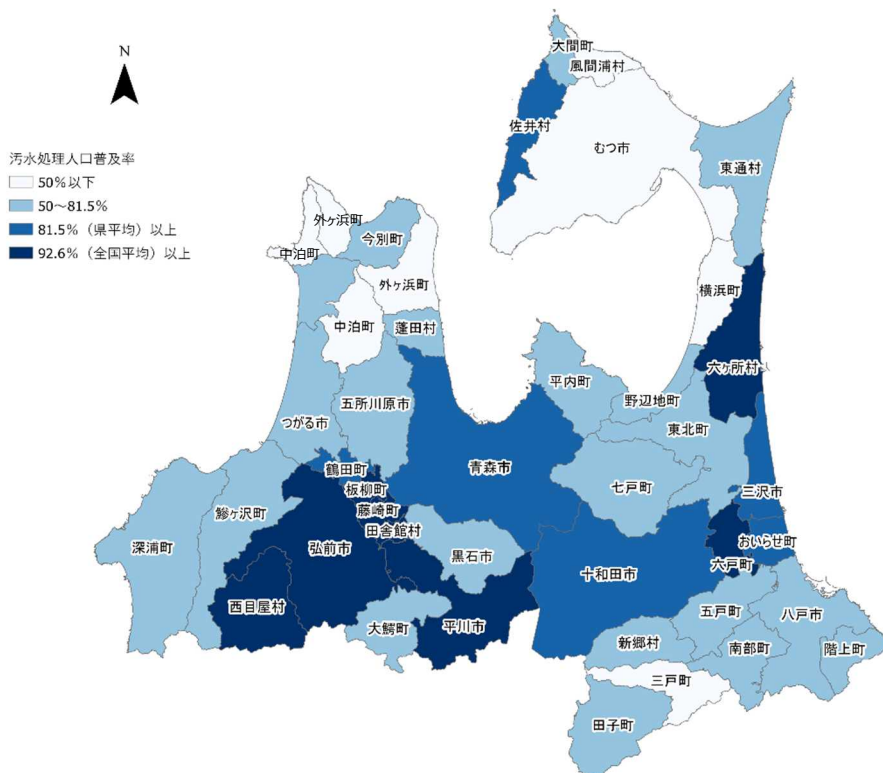 N
汚水処理人口普及率
50％以下
50～81.5％
81.5％（県平均）以上
92.6％（全国平均）以上
大間町
風間浦村
佐井村
むつ市
東通村
外ヶ浜町
今別町
中泊町
外ヶ浜町
横浜町
中泊町
蓬田村
六ヶ所村
平内町
野辺地町
五所川原市
つがる市
東北町
青森市
鶴田町
七戸町
板柳町
三沢市
藤崎町
鰺ヶ沢町
田舎館村
おいらせ町
深浦町
弘前市
黒石市
六戸町
十和田市
西目屋村
五戸町
八戸市
大鰐町
平川市
新郷村
南部町
階上町
三戸町
田子町